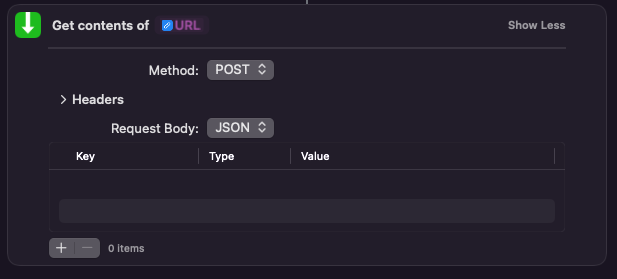 Get contents of URL Show Less
Method: POST
Headers
Request Body: JSON
Key Type Value
0 items